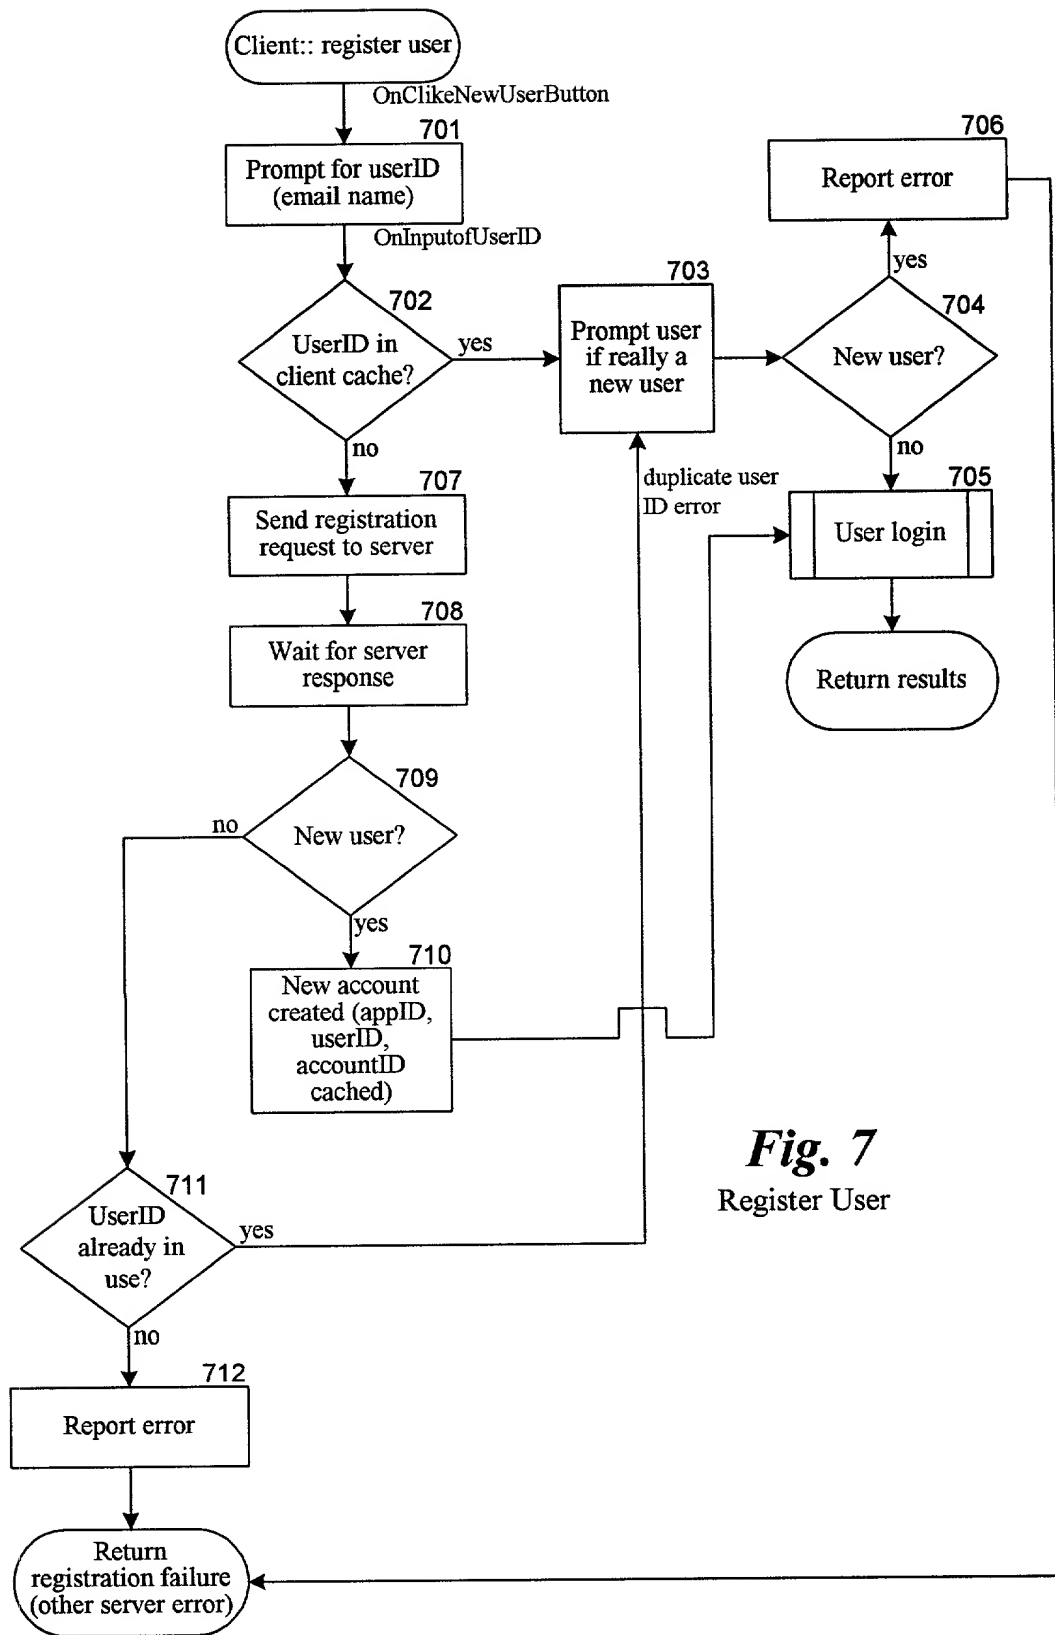 Client:: register user
OnClikeNewUserButton
701
Prompt for userID
(email name)
OnInputofUserID
702
UserID in
client cache?
yes
no
703
Prompt user
if really a
new user
706
Report error
yes
704
New user?
no
705
User login
Return results
duplicate user
ID error
707
Send registration
request to server
708
Wait for server
response
709
New user?
no
yes
710
New account
created (appID,
userID,
accountID
cached)
Fig. 7
Register User
711
UserID
already in
use?
yes
no
712
Report error
Return
registration failure
(other server error)